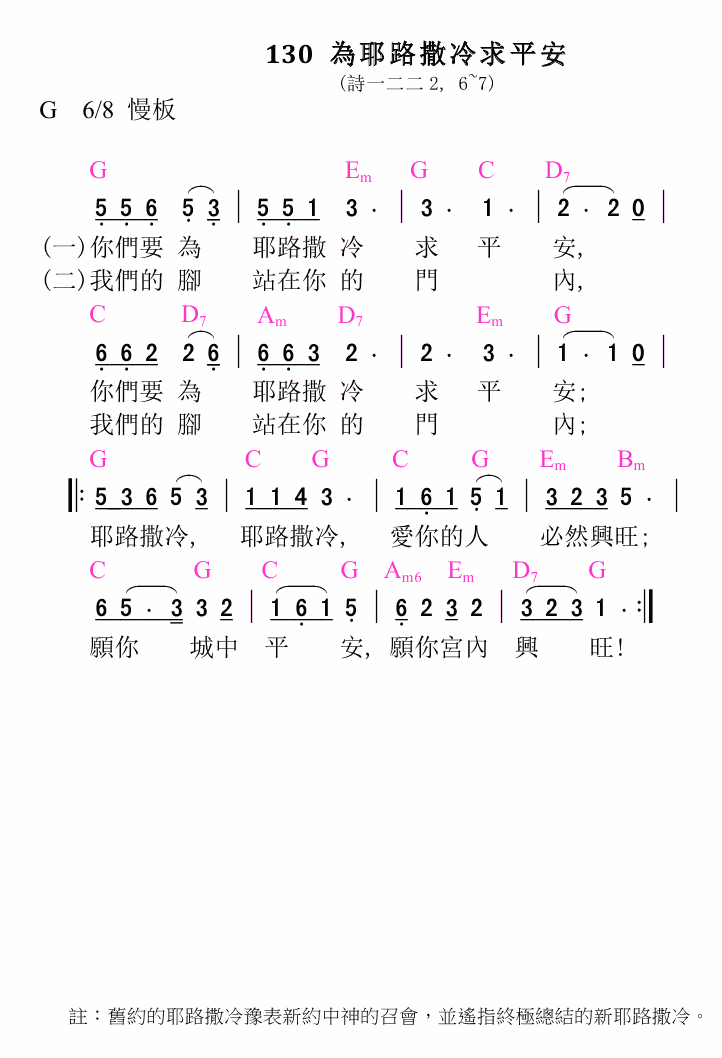 130 為耶路撒冷求平安
(詩一二二 2, 6~7)
G 6/8 慢板
G Em G C D7
5 5 6 5 3 | 5 5 1 3 · | 3 · 1 · | 2 · 2 0 |
(一)你們要 為 耶路撒 冷 求 平 安,
(二)我們的 腳 站在你 的 門 內,
C D7 Am D7 Em G
6 6 2 2 6 | 6 6 3 2 · | 2 · 3 · | 1 · 1 0 |
你們要 為 耶路撒 冷 求 平 安;
我們的 腳 站在你 的 門 內;
G C G C G Em Bm
‖: 5 3 6 5 3 | 1 1 4 3 · | 1 6 1 5 1 | 3 2 3 5 · |
耶路撒冷, 耶路撒冷, 愛你的人 必然興旺;
C G C G Am6 Em D7 G
6 5 · 3 3 2 | 1 6 1 5 | 6 2 3 2 | 3 2 3 1 · :‖
願你 城中 平 安, 願你宮內 興 旺!
註：舊約的耶路撒冷豫表新約中神的召會，並遙指終極總結的新耶路撒冷。